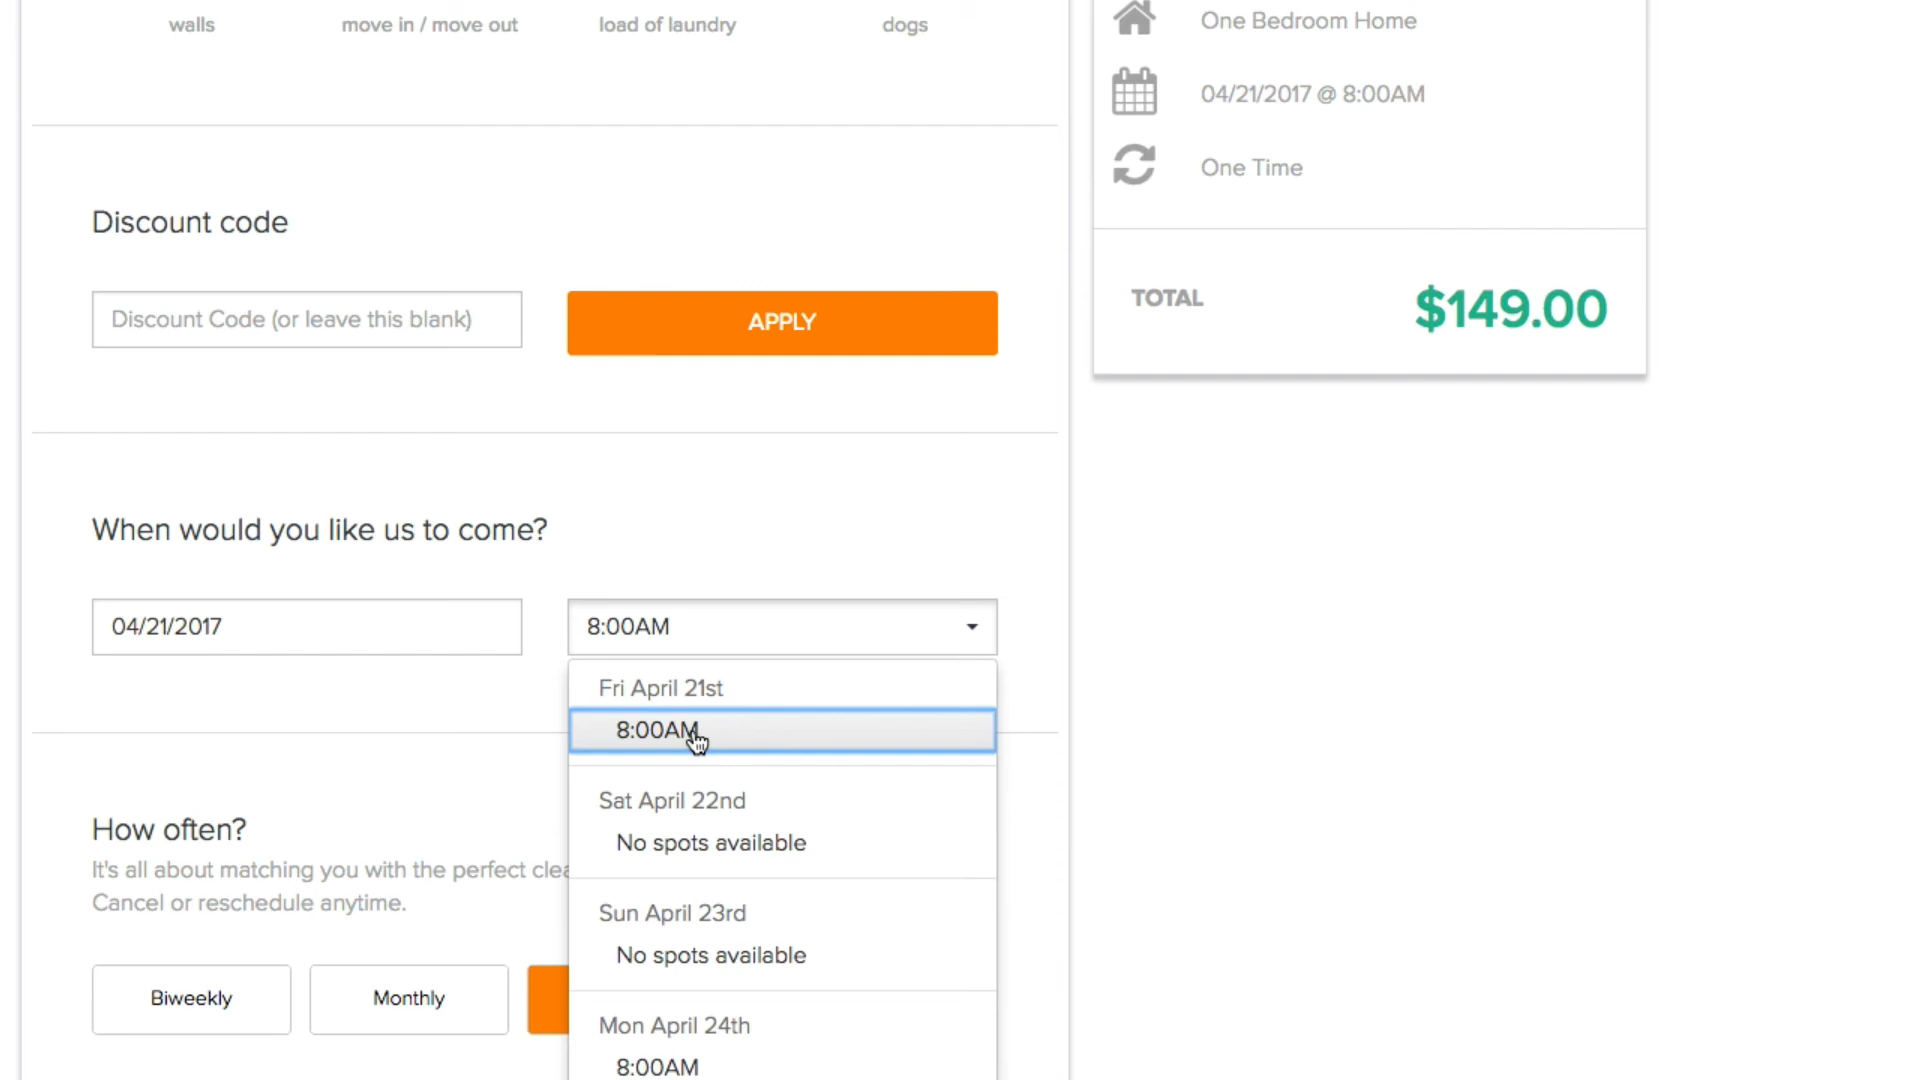 walls
move in / move out
load of laundry
dogs
One Bedroom Home
04/21/2017 @ 8:00AM
One Time
TOTAL
$149.00
Discount code
Discount Code (or leave this blank)
APPLY
When would you like us to come?
04/21/2017
8:00AM
Fri April 21st
8:00AM
Sat April 22nd
No spots available
Sun April 23rd
No spots available
Mon April 24th
8:00AM
How often?
It's all about matching you with the perfect
Cancel or reschedule anytime.
Biweekly
Monthly